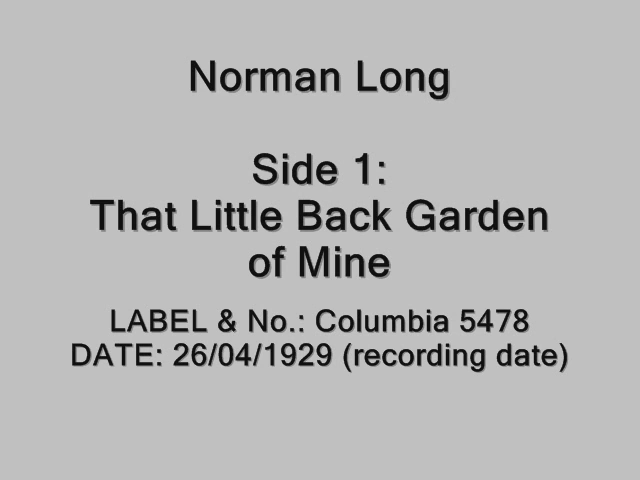 Norman Long
Side 1:
That Little Back Garden
of Mine
LABEL & No.: Columbia 5478
DATE: 26/04/1929 (recording date)